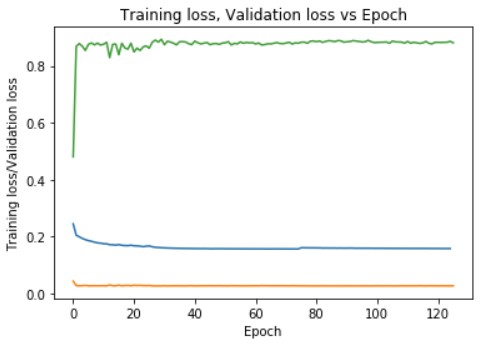 Training loss, Validation loss vs Epoch
Training loss/Validation loss
0.8
0.6
0.4
0.2
0.0
0 20 40 60 80 100 120
Epoch